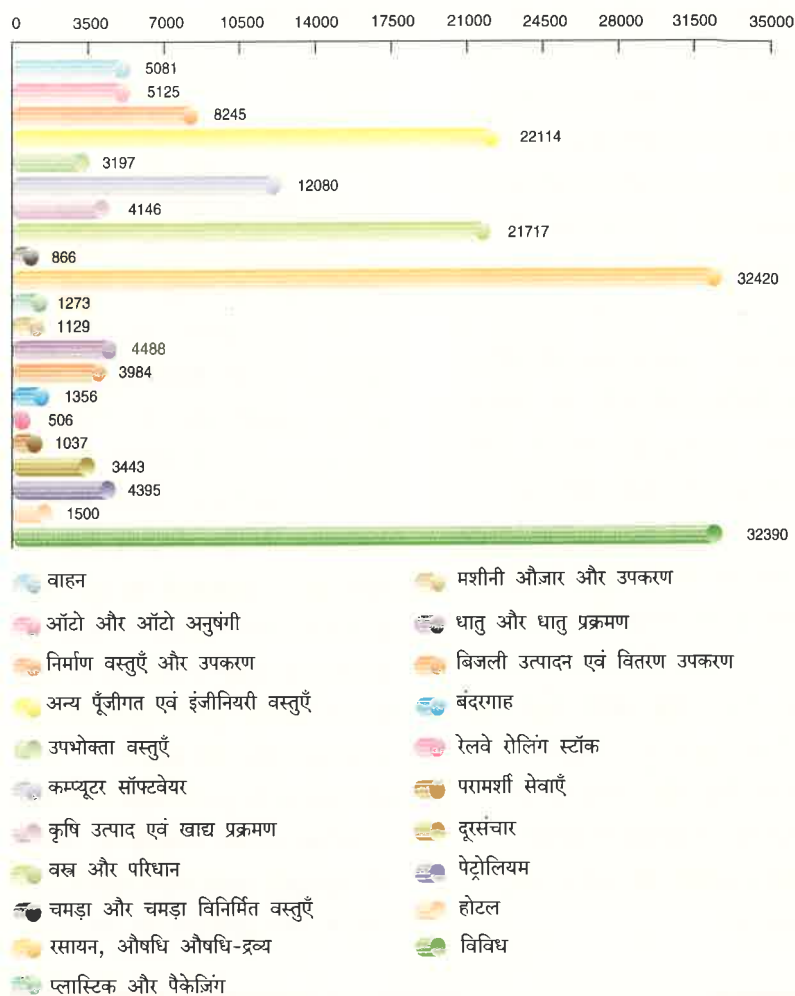 0 3500 7000 10500 14000 17500 21000 24500 28000 31500 35000
5081
5125
8245
22114
3197
12080
4146
21717
866
32420
1273
1129
4488
3984
1356
506
1037
3443
4395
1500
32390
वाहन
ऑटो और ऑटो अनुषंगी
निर्माण वस्तुएँ और उपकरण
अन्य पूँजीगत एवं इंजीनियरी वस्तुएँ
उपभोक्ता वस्तुएँ
कम्प्यूटर सॉफ्टवेयर
कृषि उत्पाद एवं खाद्य प्रक्रमण
वस्त्र और परिधान
चमड़ा और चमड़ा विनिर्मित वस्तुएँ
रसायन, औषधि औषधि-द्रव्य
प्लास्टिक और पैकेज़िंग
मशीनी औज़ार और उपकरण
धातु और धातु प्रक्रमण
बिजली उत्पादन एवं वितरण उपकरण
बंदरगाह
रेलवे रोलिंग स्टॉक
परामर्शी सेवाएँ
दूरसंचार
पेट्रोलियम
होटल
विविध